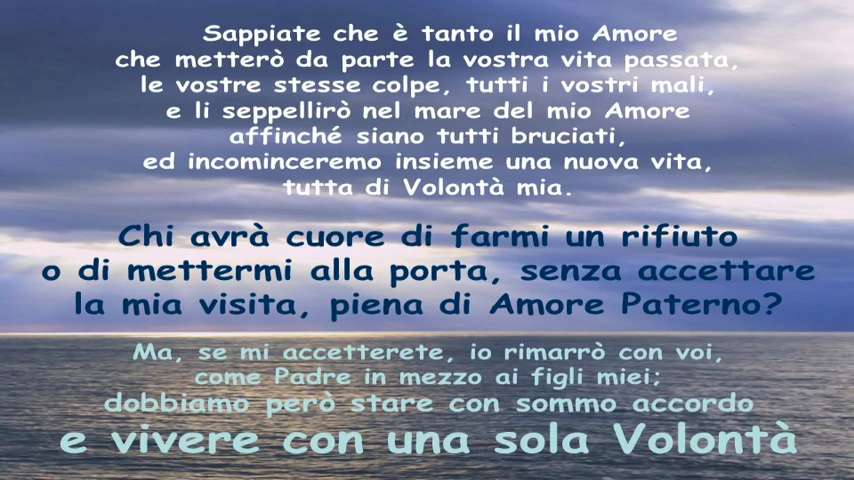 Sappiate che è tanto il mio Amore
che metterò da parte la vostra vita passata,
le vostre stesse colpe, tutti i vostri mali,
e li seppellirò nel mare del mio Amore
affinché siano tutti bruciati,
ed incominceremo insieme una nuova vita,
tutta di Volontà mia.
Chi avrà cuore di farmi un rifiuto
o di mettermi alla porta, senza accettare
la mia visita, piena di Amore Paterno?
Ma, se mi accetterete, io rimarrò con voi,
come Padre in mezzo ai figli miei;
dobbiamo però stare con sommo accordo
e vivere con una sola Volontà